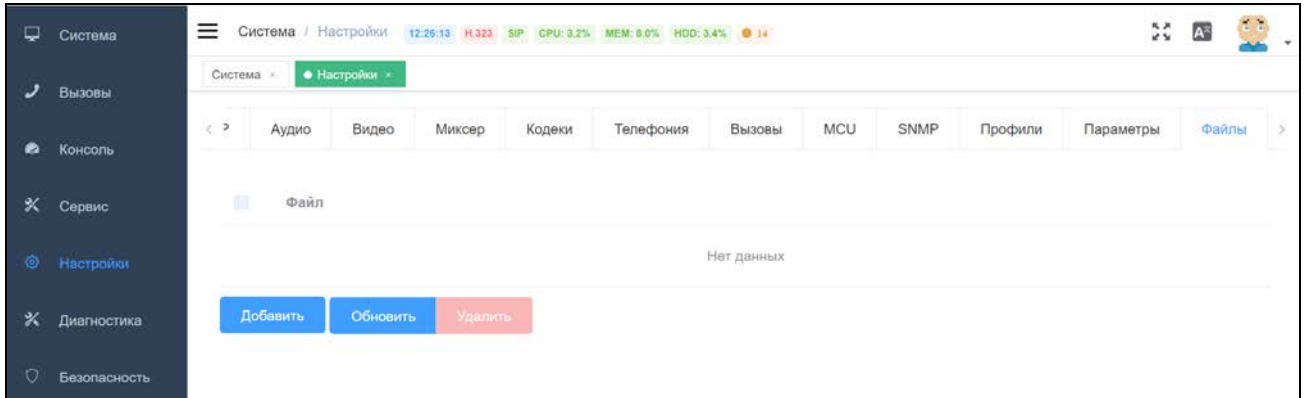 Система
Вызовы
Консоль
Сервис
Настройки
Диагностика
Безопасность
Система / Настройки 12:26:13 H.323 SIP CPU: 3.2% MEM: 8.0% HDD: 3.4% 14
Система × Настройки ×
Аудио Видео Миксер Кодеки Телефония Вызовы MCU SNMP Профили Параметры Файлы
Файл
Нет данных
Добавить Обновить Удалить